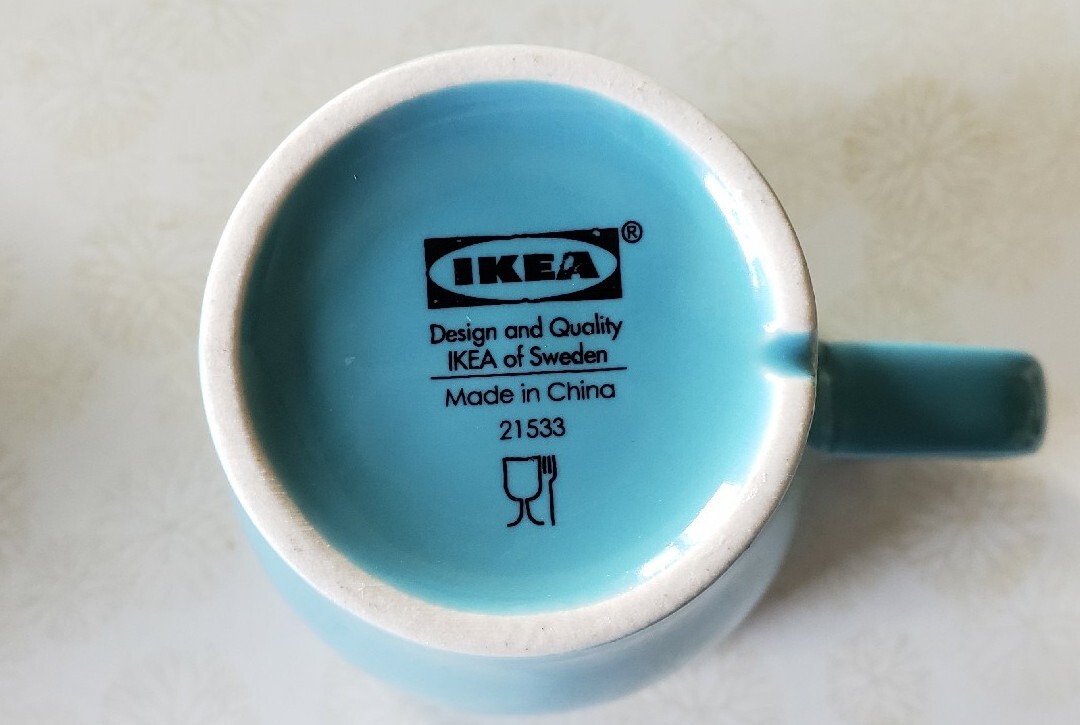 IKEA®
Design and Quality
IKEA of Sweden
Made in China
21533